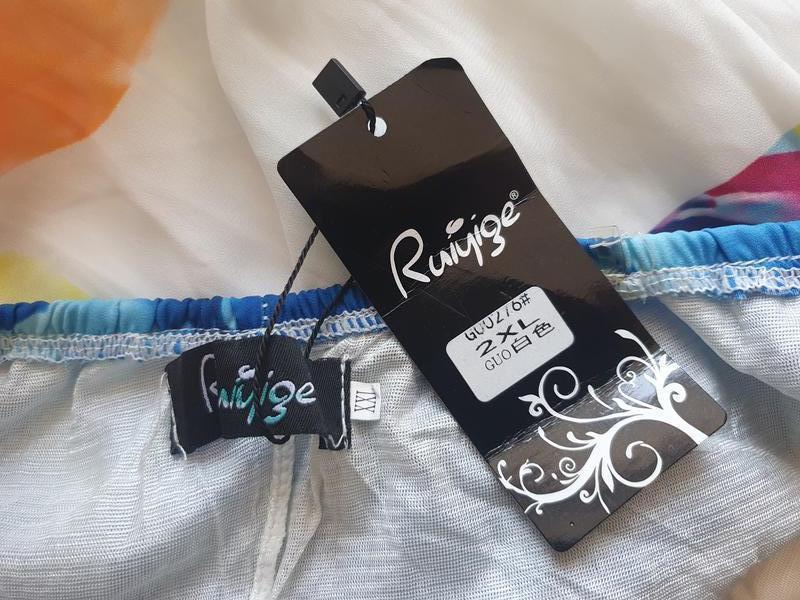 Ruiyige®
GUO276#
2XL
GUO白色
Ruiyige
XXL